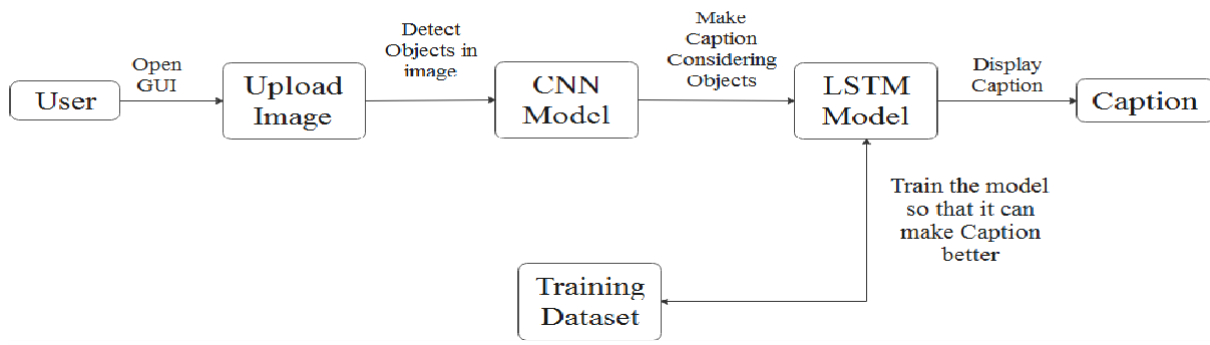 User
Open
GUI
Upload
Image
Detect
Objects in
image
CNN
Model
Make
Caption
Considering
Objects
LSTM
Model
Display
Caption
Caption
Train the model
so that it can
make Caption
better
Training
Dataset